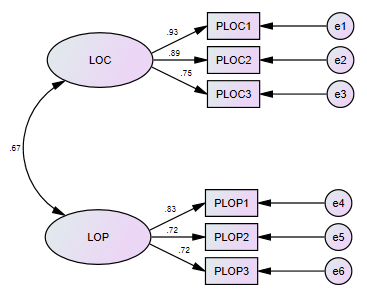 .93 PLOC1 e1
LOC .89 PLOC2 e2
.75 PLOC3 e3
.67
.83 PLOP1 e4
LOP .72 PLOP2 e5
.72 PLOP3 e6